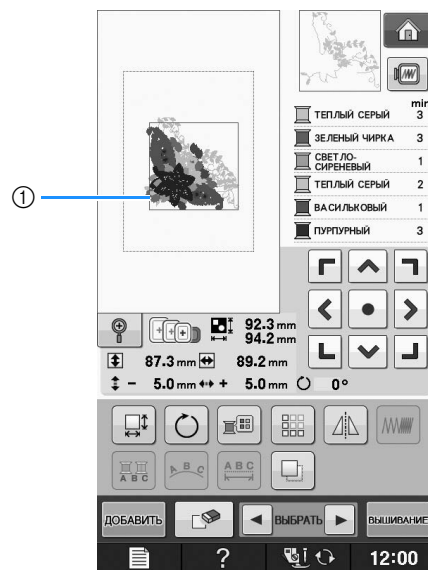 min
ТЕПЛЫЙ СЕРЫЙ 3
ЗЕЛЕНЫЙ ЧИРКА 3
СВЕТЛО-
СИРЕНЕВЫЙ 1
ТЕПЛЫЙ СЕРЫЙ 2
ВАСИЛЬКОВЫЙ 1
ПУРПУРНЫЙ 3
①
92.3 mm
94.2 mm
87.3 mm 89.2 mm
- 5.0 mm + 5.0 mm 0°
A B C A B C A B C
ДОБАВИТЬ ВЫБРАТЬ ВЫШИВАНИЕ
? 12:00